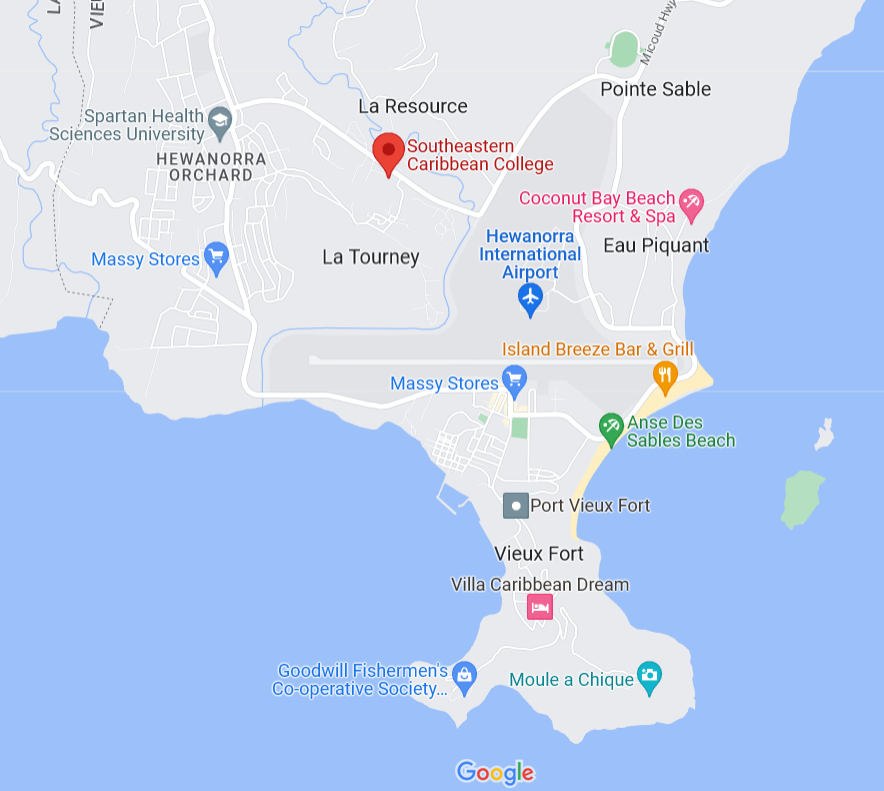 Micoud Hwy
Pointe Sable
La Resource
Spartan Health
Sciences University
Southeastern
Caribbean College
HEWANORRA
ORCHARD
Coconut Bay Beach
Resort & Spa
Hewanorra
International
Airport
Eau Piquant
Massy Stores
La Tourney
Island Breeze Bar & Grill
Massy Stores
Anse Des
Sables Beach
Port Vieux Fort
Vieux Fort
Villa Caribbean Dream
Goodwill Fishermen's
Co-operative Society...
Moule a Chique
Google